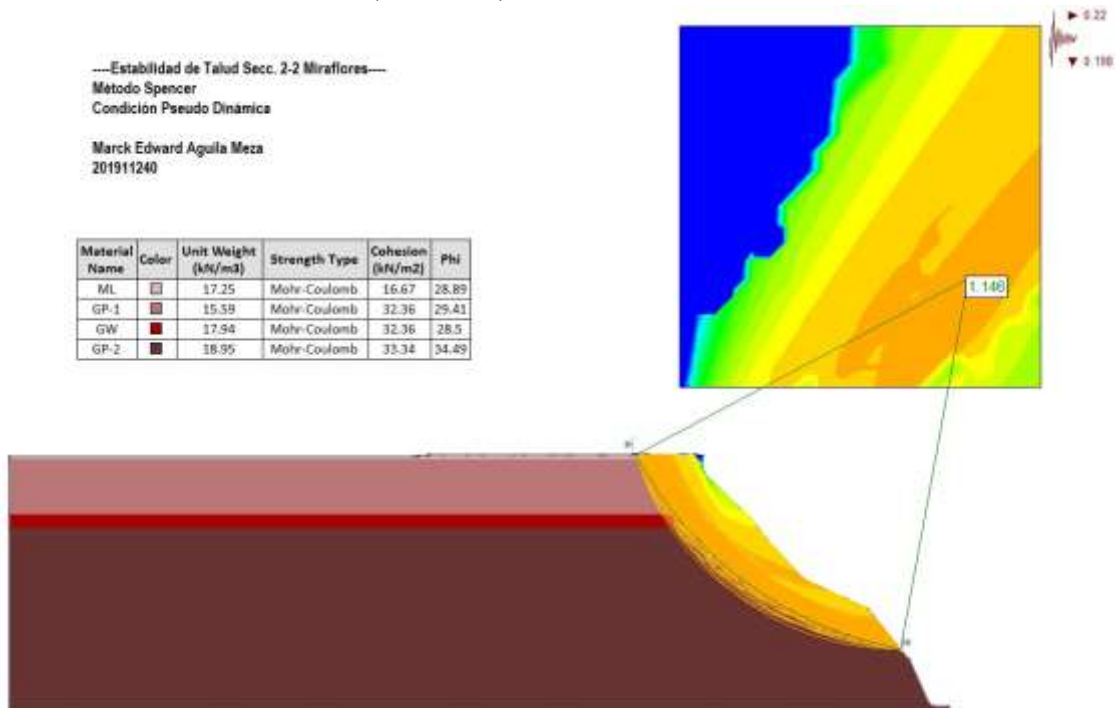 ----Estabilidad de Talud Secc. 2-2 Miraflores----
Método Spencer
Condición Pseudo Dinámica
Marck Edward Aguila Meza
201911240
Material Name Color Unit Weight (kN/m3) Strength Type Cohesion (kN/m2) Phi
ML 17.25 Mohr-Coulomb 16.67 28.89
GP-1 15.59 Mohr-Coulomb 32.36 29.41
GW 17.94 Mohr-Coulomb 32.36 28.5
GP-2 18.95 Mohr-Coulomb 33.34 34.49
0.22
1.146